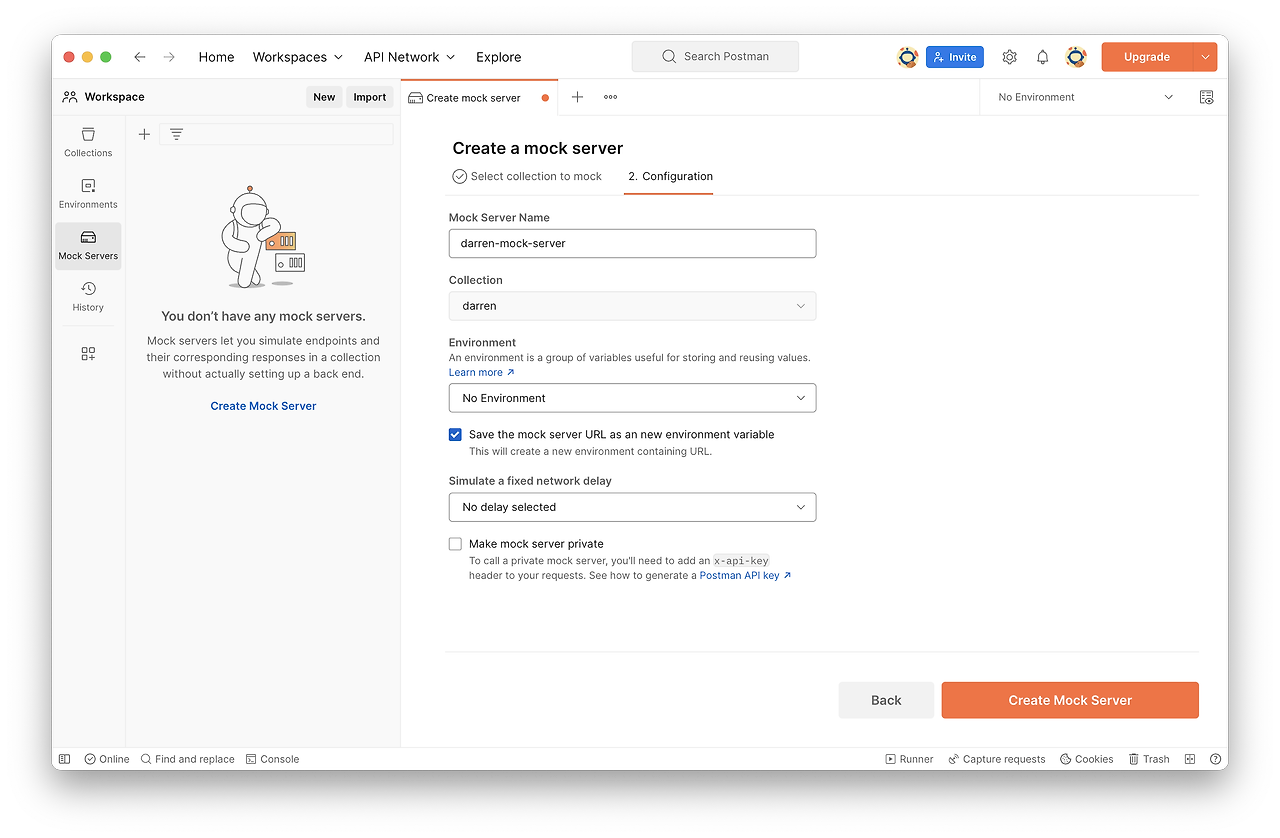 Home Workspaces API Network Explore
Search Postman
Invite
Upgrade
Workspace
New Import
Create mock server
No Environment
Collections
Environments
Mock Servers
History
You don’t have any mock servers.
Mock servers let you simulate endpoints and
their corresponding responses in a collection
without actually setting up a back end.
Create Mock Server
Create a mock server
Select collection to mock
2. Configuration
Mock Server Name
darren-mock-server
Collection
darren
Environment
An environment is a group of variables useful for storing and reusing values.
Learn more ↗
No Environment
Save the mock server URL as an new environment variable
This will create a new environment containing URL.
Simulate a fixed network delay
No delay selected
Make mock server private
To call a private mock server, you'll need to add an x-api-key
header to your requests. See how to generate a Postman API key ↗
Back
Create Mock Server
Online Find and replace Console
Runner Capture requests Cookies Trash